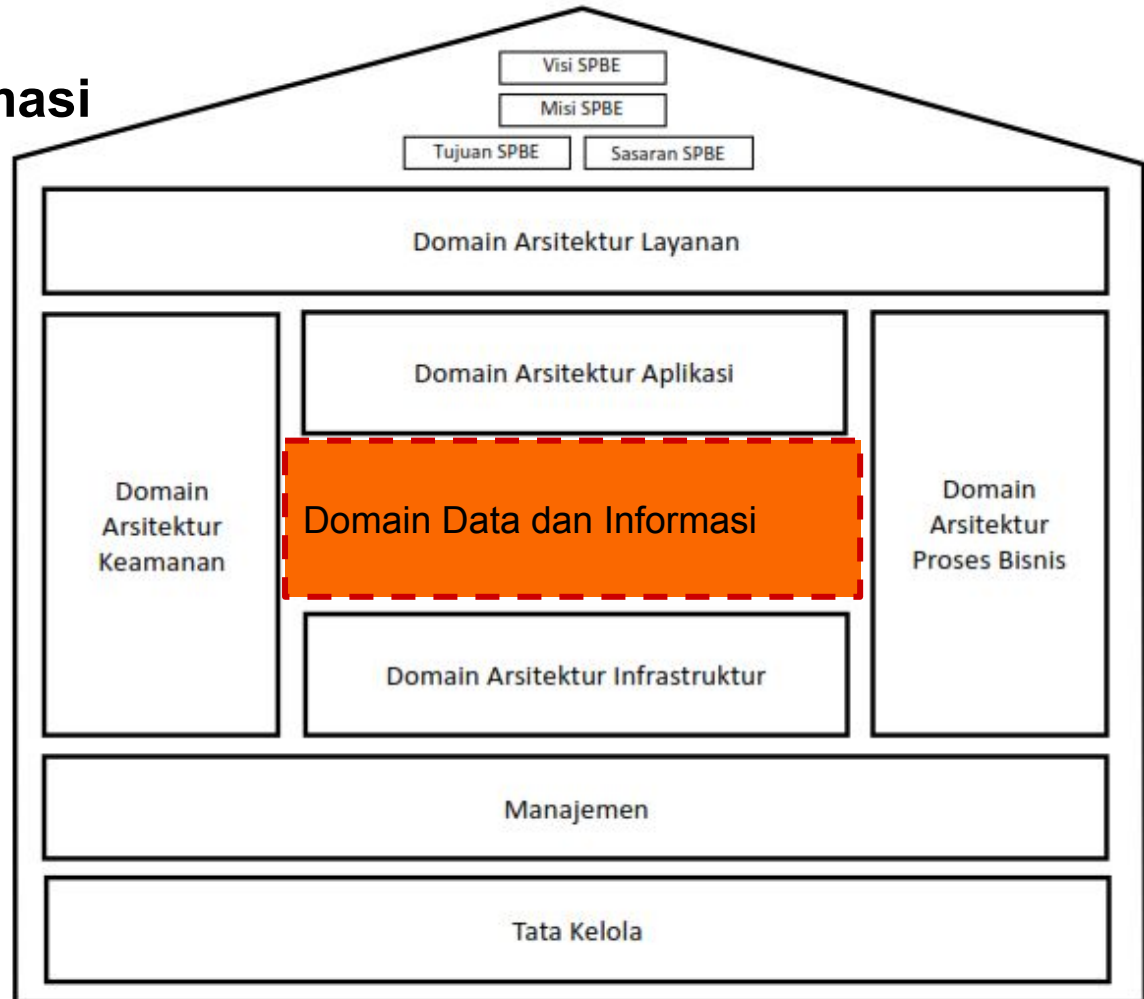 Visi SPBE
masi
Misi SPBE
Tujuan SPBE
Sasaran SPBE
Domain Arsitektur Layanan
Domain Arsitektur Aplikasi
Domain
Arsitektur
Keamanan
Domain Data dan Informasi
Domain
Arsitektur
Proses Bisnis
Domain Arsitektur Infrastruktur
Manajemen
Tata Kelola